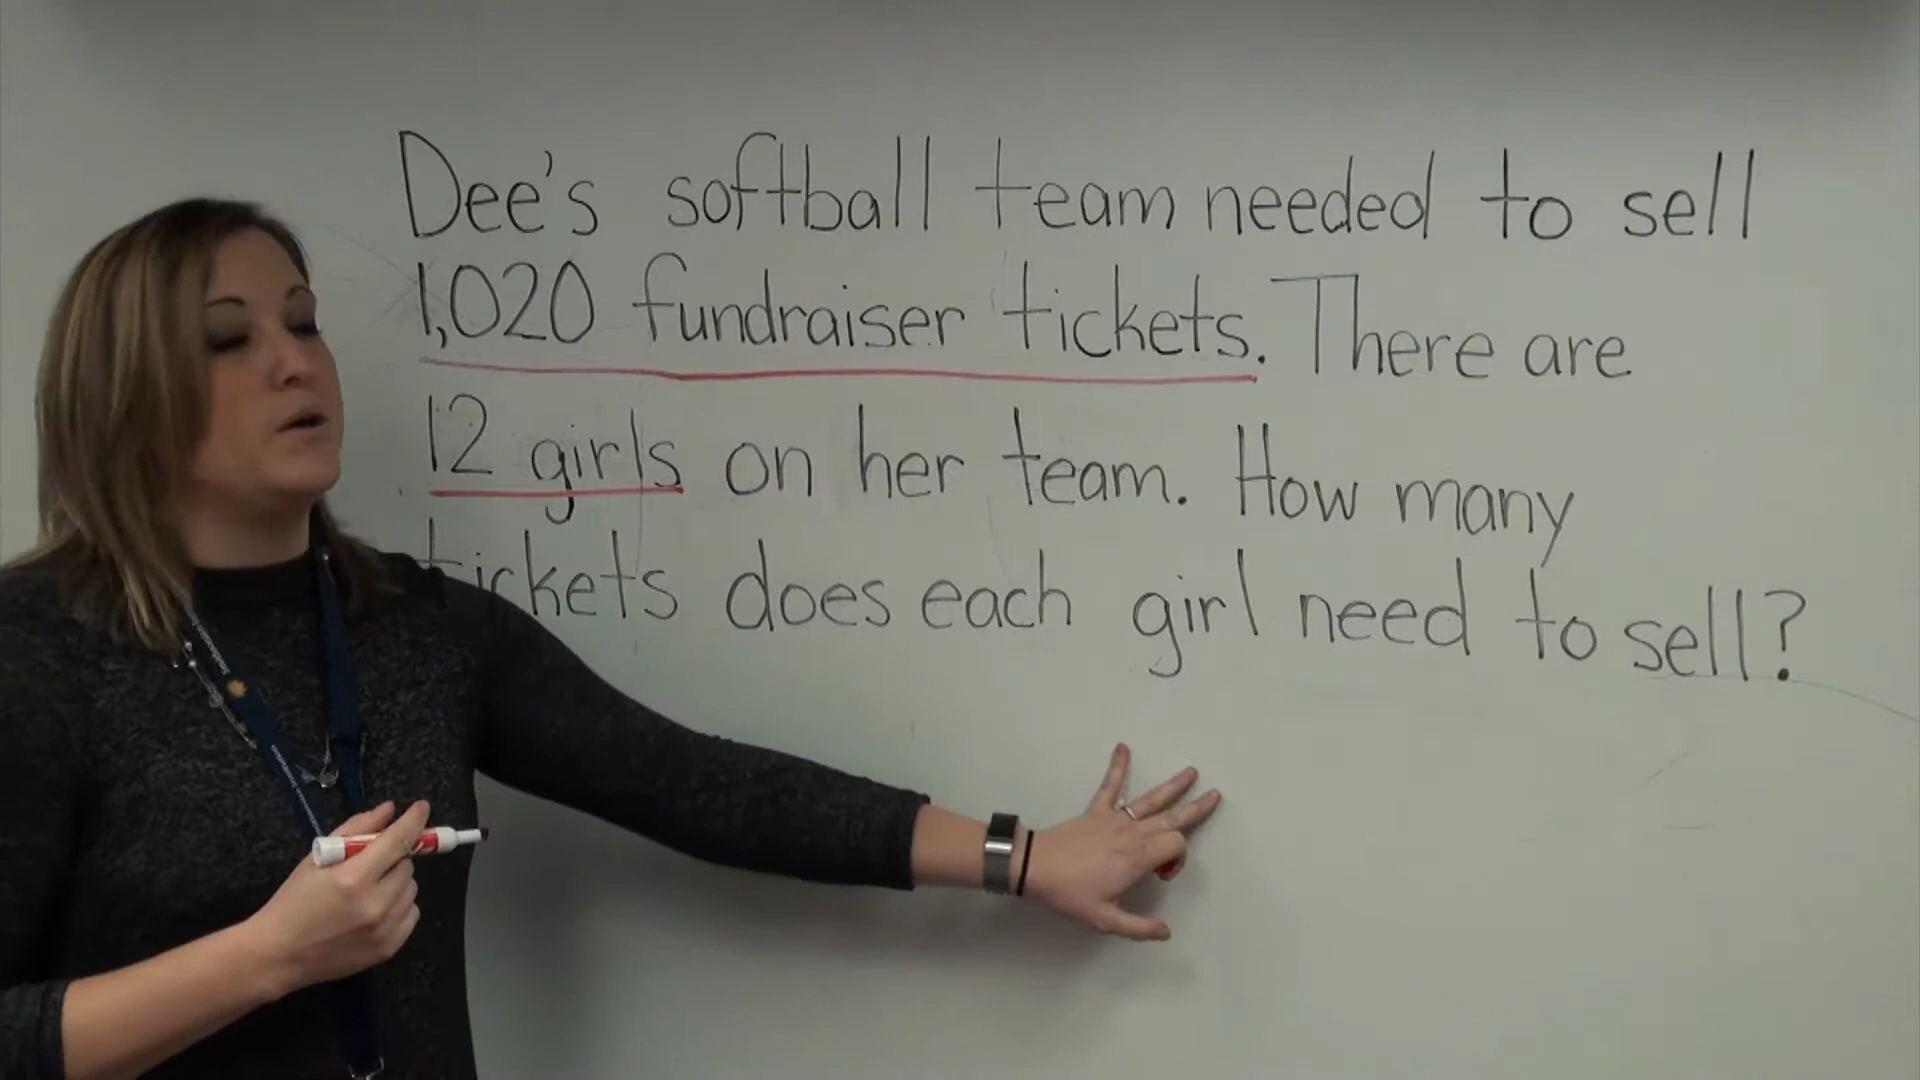 Dee's softball team needed to sell
1,020 fundraiser tickets. There are
12 girls on her team. How many
tickets does each girl need to sell?